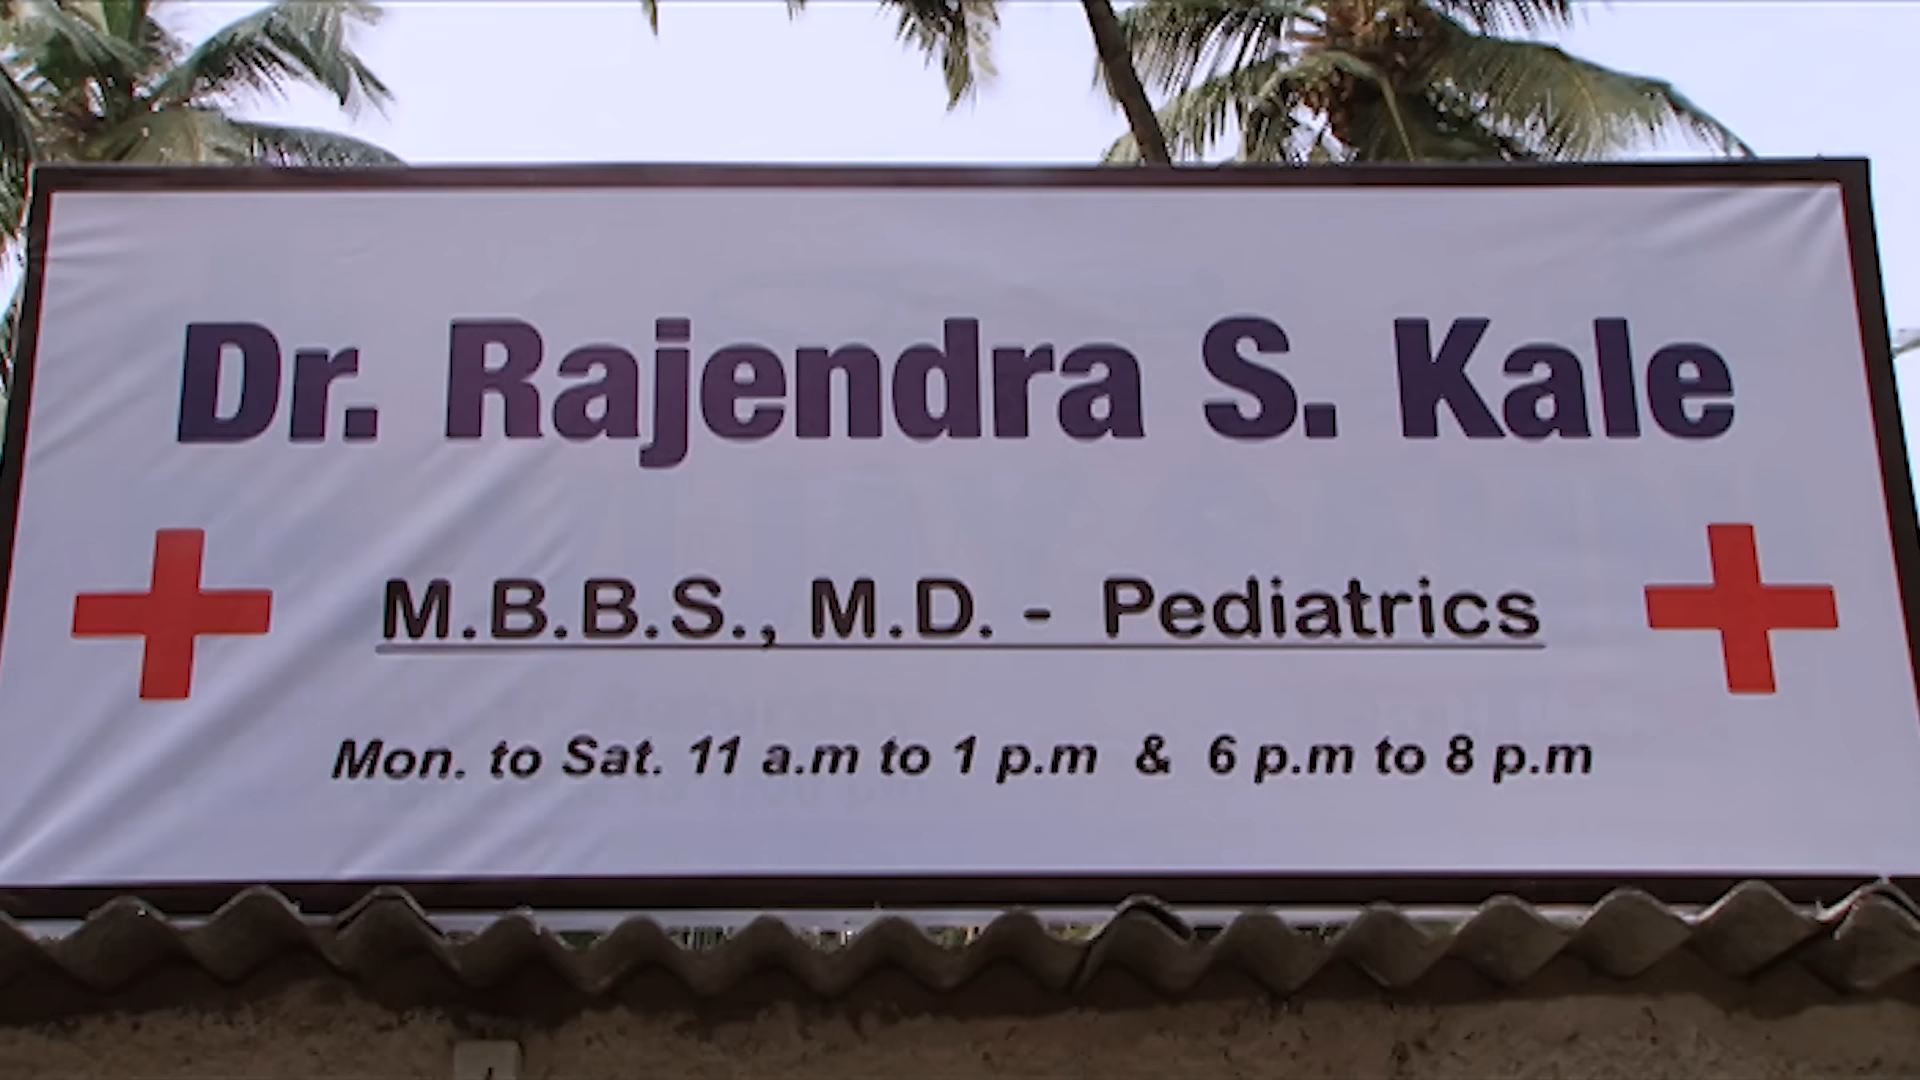 Dr. Rajendra S. Kale
M.B.B.S., M.D. - Pediatrics
Mon. to Sat. 11 a.m to 1 p.m & 6 p.m to 8 p.m